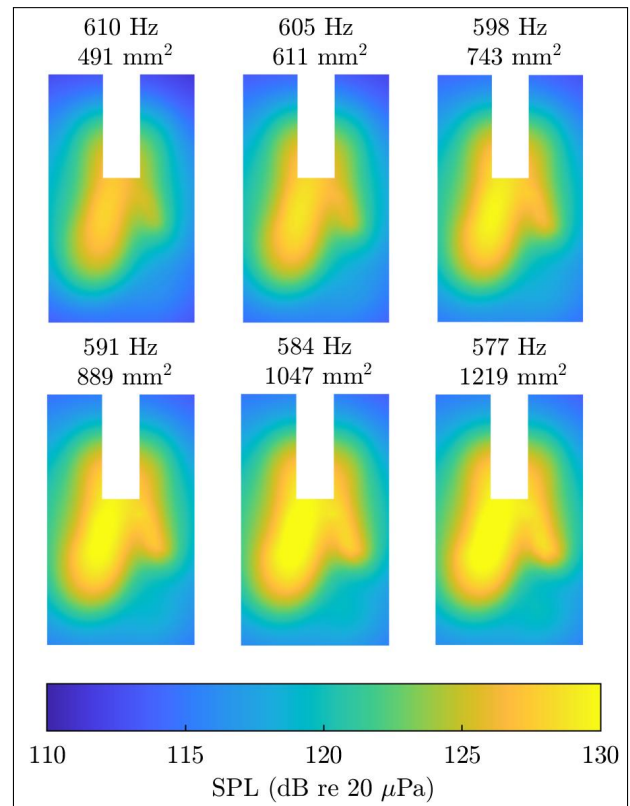 610 Hz 605 Hz 598 Hz
491 mm² 611 mm² 743 mm²
591 Hz 584 Hz 577 Hz
889 mm² 1047 mm² 1219 mm²
110 115 120 125 130
SPL (dB re 20 μPa)